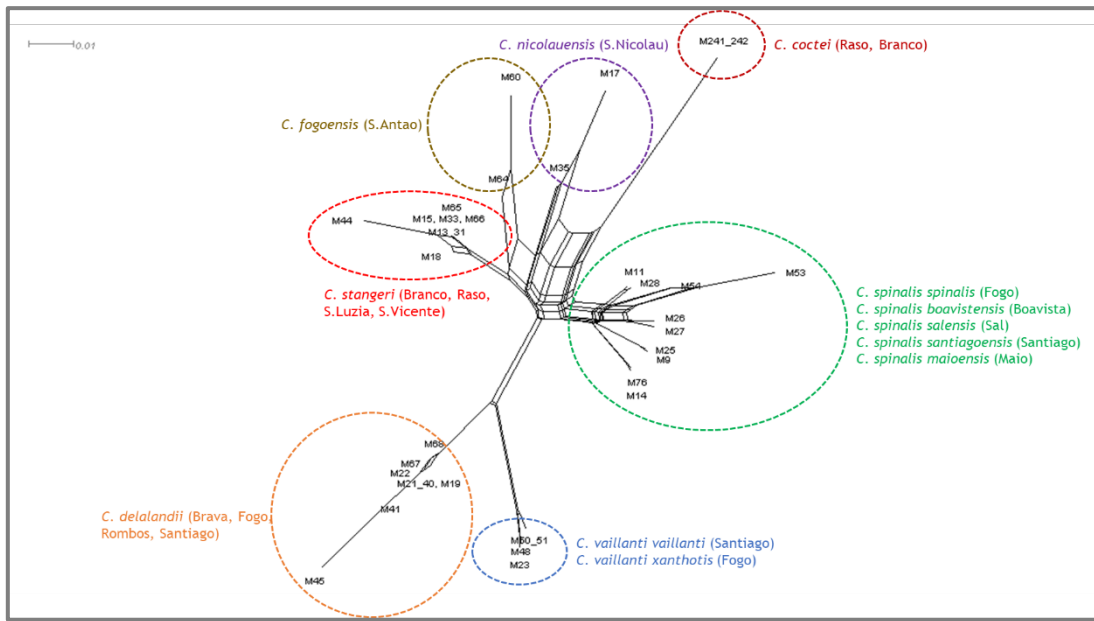 0.01
M241_242
C. coctei (Raso, Branco)
C. nicolauensis (S.Nicolau)
M60
M17
C. fogoensis (S.Antao)
M35
M64
M65
M15, M33, M66
M44
M13_31
M18
C. stangeri (Branco, Raso,
S.Luzia, S.Vicente)
M11
M28
M54
M53
M26
M27
M25
M9
M76
M14
C. spinalis spinalis (Fogo)
C. spinalis boavistensis (Boavista)
C. spinalis salensis (Sal)
C. spinalis santiagoensis (Santiago)
C. spinalis maioensis (Maio)
M68
M67
M22
M21_40, M19
M41
M45
C. delalandii (Brava, Fogo,
Rombos, Santiago)
M50_51
M48
M23
C. vaillanti vaillanti (Santiago)
C. vaillanti xanthotis (Fogo)